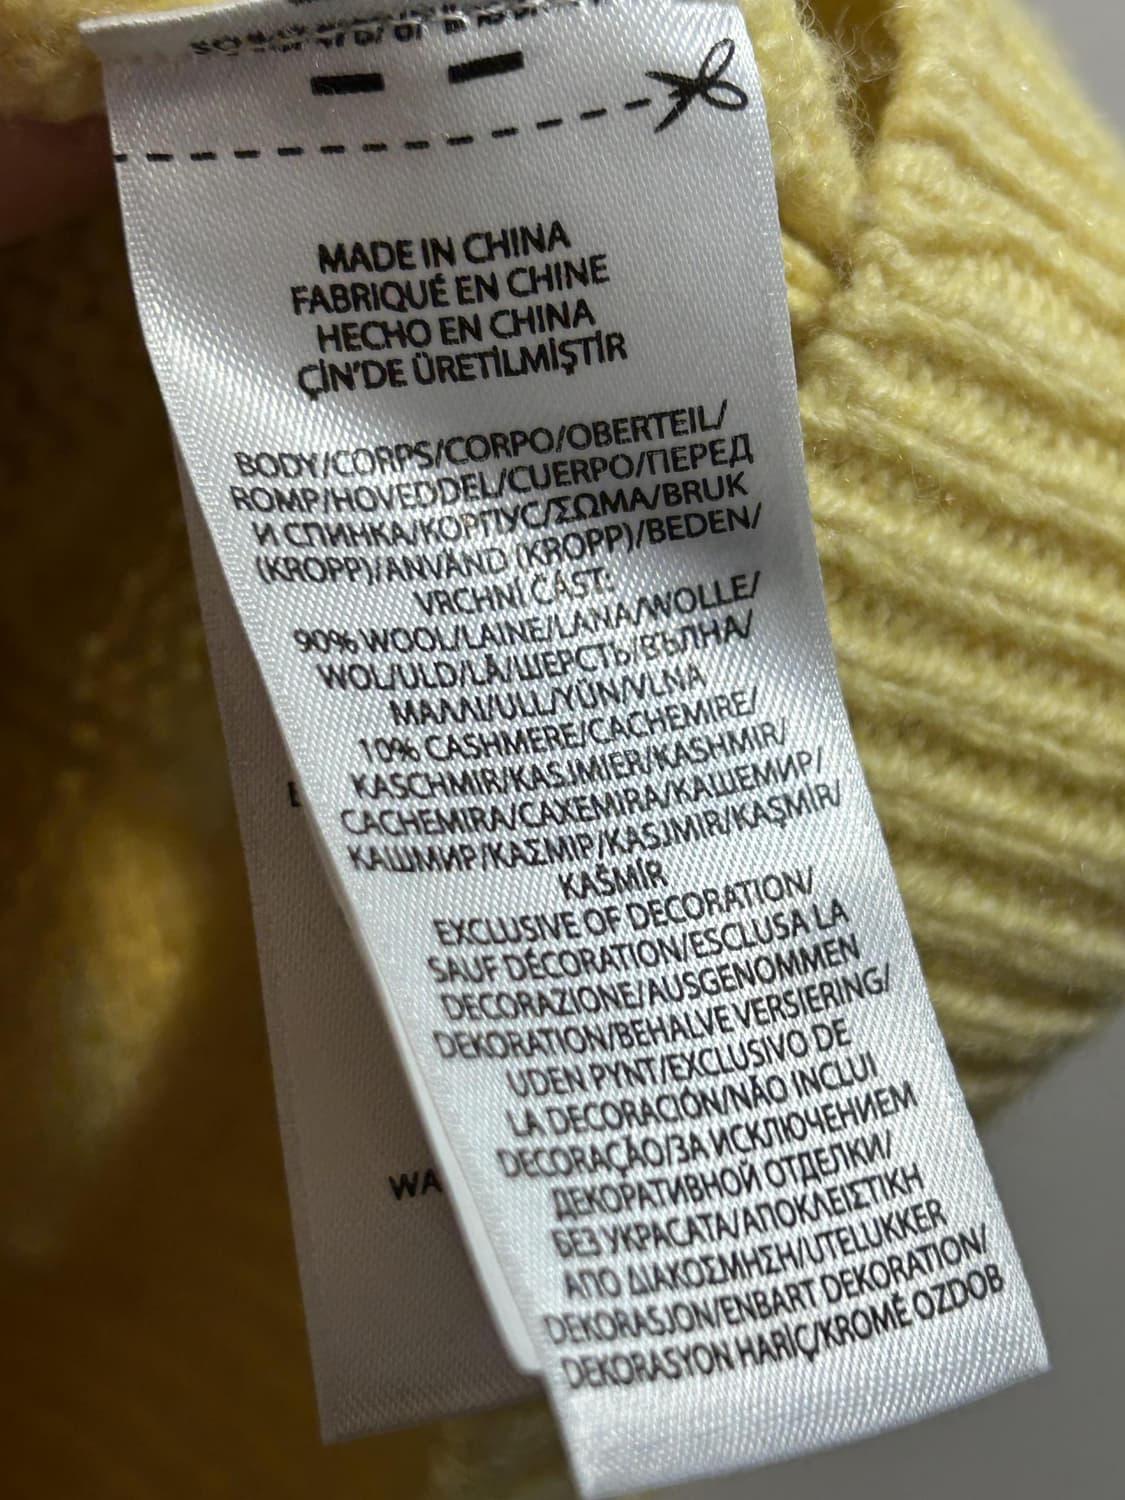 MADE IN CHINA
FABRIQUÉ EN CHINE
HECHO EN CHINA
ÇİN'DE ÜRETİLMİŞTİR
BODY/CORPS/CORPO/OBERTEIL/
ROMP/HOVEDDEL/CUERPO/ПЕРЕД
И СПИНКА/КОРПУС/ΣΩΜΑ/BRUK
(KROPP)/ANVÄND (KROPP)/BEDEN/
VRCHNÍ ČÁST:
90% WOOL/LAINE/LANA/WOLLE/
WOL/ULD/LÃ/ШЕРСТЬ/ВЪЛНА/
ΜΑΛΛΙ/ULL/YÜN/VLNA
10% CASHMERE/CACHEMIRE/
KASCHMIR/KASJMIER/KASHMIR/
CACHEMIRA/CAXEMIRA/КАШЕМИР/
КАШМИР/ΚΑΣΜΙΡ/KASJMIR/KAŞMİR/
KAŠMÍR
EXCLUSIVE OF DECORATION/
SAUF DÉCORATION/ESCLUSA LA
DECORAZIONE/AUSGENOMMEN
DEKORATION/BEHALVE VERSIERING/
UDEN PYNT/EXCLUSIVO DE
LA DECORACIÓN/NÃO INCLUI
DECORAÇÃO/ЗА ИСКЛЮЧЕНИЕМ
ДЕКОРАТИВНОЙ ОТДЕЛКИ/
БЕЗ УКРАСАТА/ΑΠΟΚΛΕΙΣΤΙΚΗ
ΑΠΟ ΔΙΑΚΟΣΜΗΣΗ/UTELUKKER
DEKORASJON/ENBART DEKORATION/
DEKORASYON HARİÇ/KROMĚ OZDOB
WA